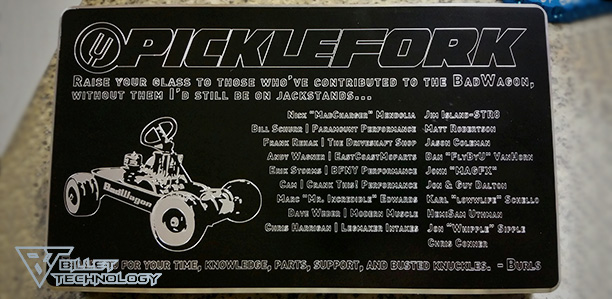 PICKLEFORK
RAISE YOUR GLASS TO THOSE WHO'VE CONTRIBUTED TO THE BADWAGON,
WITHOUT THEM I'D STILL BE ON JACKSTANDS...
NICK "MADCHARGER" MENDOLIA JIM ISLAND-STR8
BILL SCHURR | PARAMOUNT PERFORMANCE MATT ROBERTSON
FRANK REHAK | THE DRIVESHAFT SHOP JASON COLEMAN
ANDY WAGNER | EASTCOASTMOPARTS DAN "FLYBYU" VANHORN
ERIK STORMS | BFNY PERFORMANCE JOHN "MAGFX"
CAM | CRANK THIS! PERFORMANCE JON & GUY DALTON
MARC "MR. INCREDIBLE" EDWARDS KARL "LOWNLIFE" SCHELLO
DAVE WEBER | MODERN MUSCLE HEMISAM UTHMAN
CHRIS HARRIGAN | LEGMAKER INTAKES JON "WHIPPLE" SIPPLE
CHRIS CONNER
BadWagon
FOR YOUR TIME, KNOWLEDGE, PARTS, SUPPORT, AND BUSTED KNUCKLES. - BURLS
BT BILLET
TECHNOLOGY